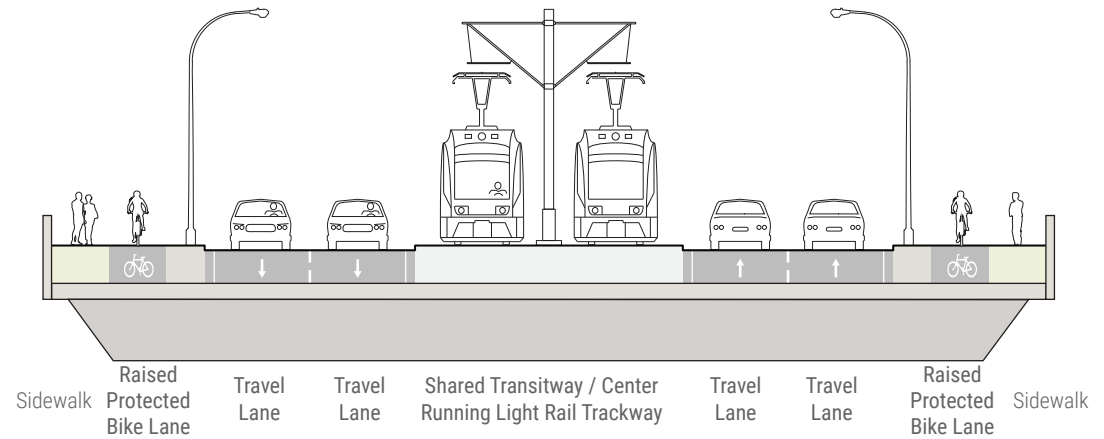 Sidewalk
Raised
Protected
Bike Lane
Travel
Lane
Travel
Lane
Shared Transitway / Center
Running Light Rail Trackway
Travel
Lane
Travel
Lane
Raised
Protected
Bike Lane
Sidewalk